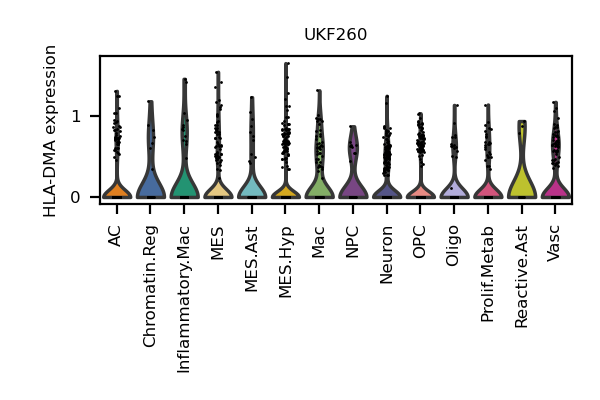 UKF260
HLA-DMA expression
1
0
AC
Chromatin.Reg
Inflammatory.Mac
MES
MES.Ast
MES.Hyp
Mac
NPC
Neuron
OPC
Oligo
Prolif.Metab
Reactive.Ast
Vasc